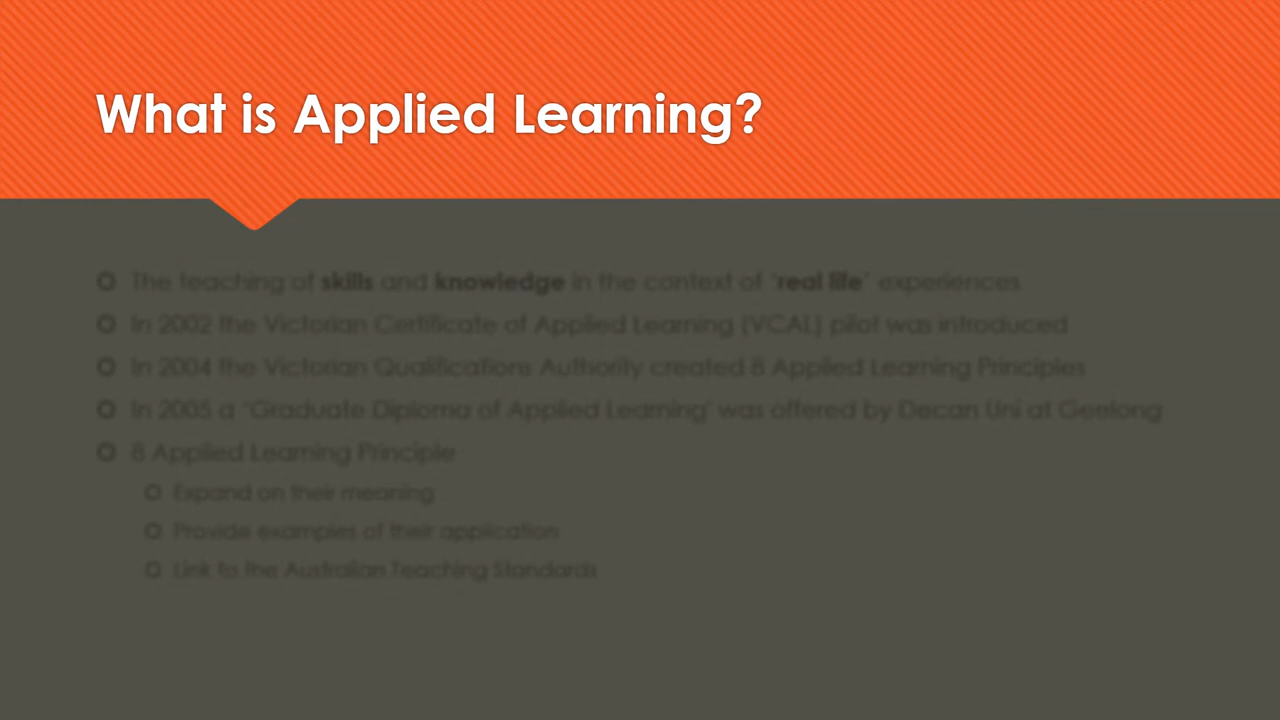 What is Applied Learning?
The teaching of skills and knowledge in the context of 'real life' experiences
In 2002 the Victorian Certificate of Applied Learning (VCAL) pilot was introduced
In 2004 the Victorian Qualifications Authority created 8 Applied Learning Principles
In 2005 a 'Graduate Diploma of Applied Learning' was offered by Uni at Geelong
8 Applied Learning Principle
Expand on their meaning
Provide examples of their application
Link to the Australian Teaching Standards